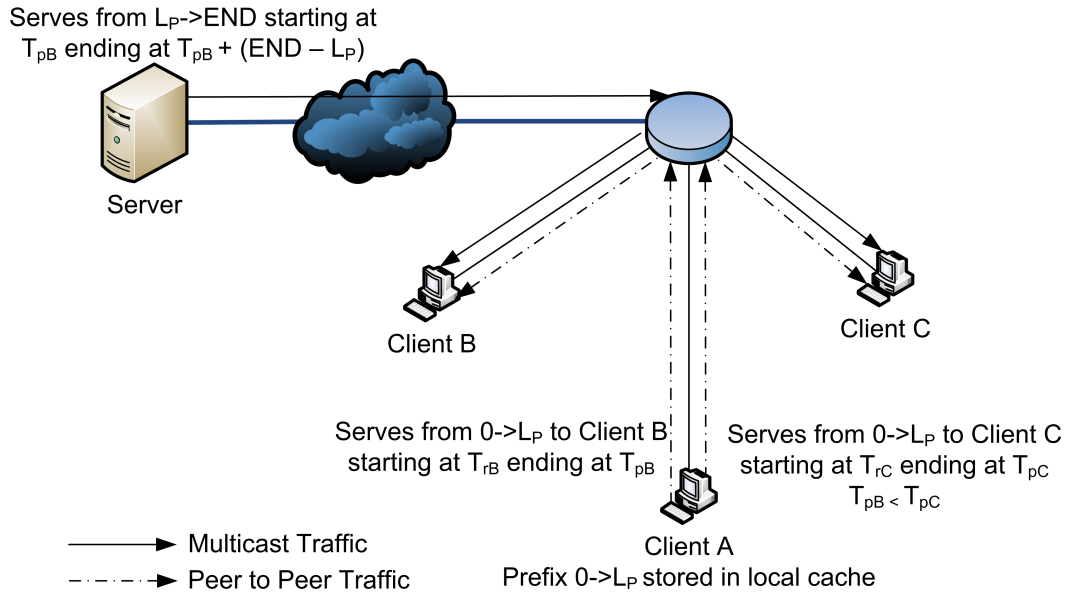 Serves from LP->END starting at
TpB ending at TpB + (END – LP)
Server
Client B
Client C
Serves from 0->LP to Client B
starting at TrB ending at TpB
Serves from 0->LP to Client C
starting at TrC ending at TpC
TpB < TpC
Client A
Prefix 0->LP stored in local cache
Multicast Traffic
Peer to Peer Traffic